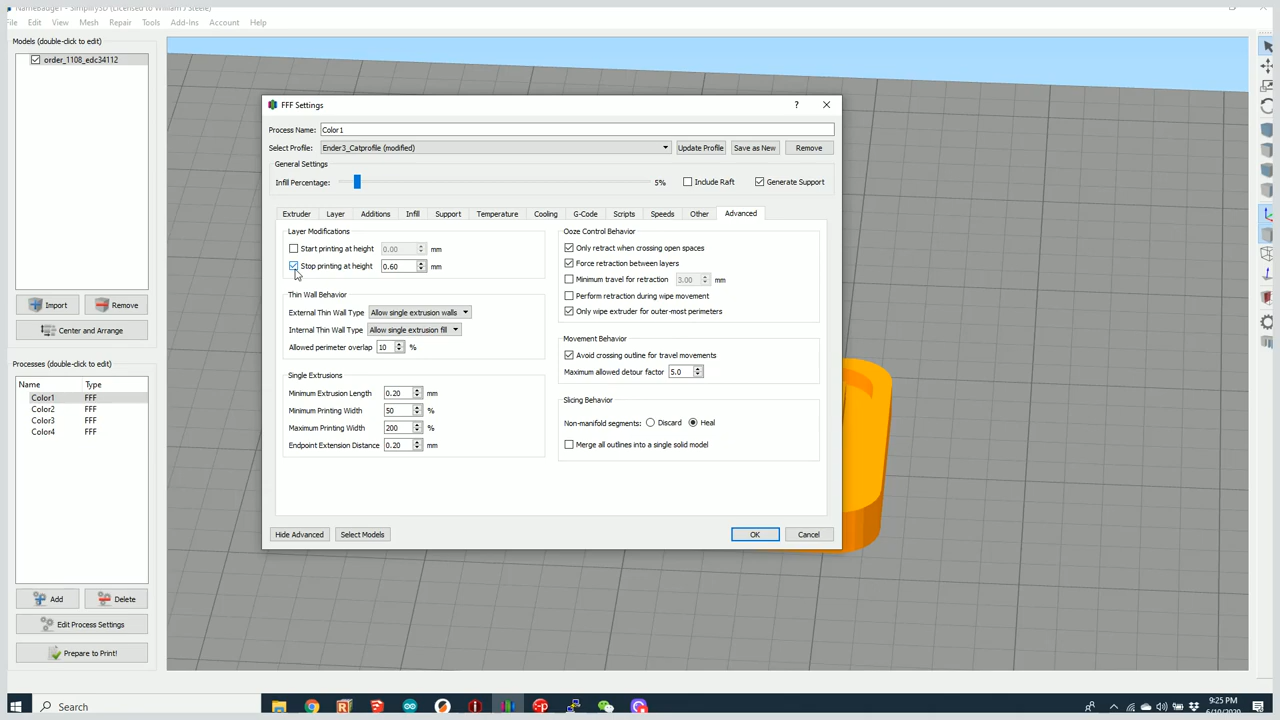 NameBadge1 - Simplify3D (Licensed to William J Steele)
File Edit View Mesh Repair Tools Add-Ins Account Help
Models (double-click to edit)
order_1108_edc34112
Import Remove
Center and Arrange
Processes (double-click to edit)
Name Type
Color1 FFF
Color2 FFF
Color3 FFF
Color4 FFF
Add Delete
Edit Process Settings
Prepare to Print!
FFF Settings ?
Process Name: Color1
Select Profile: Ender3_Catprofile (modified) Update Profile Save as New Remove
General Settings
Infill Percentage: 5% Include Raft Generate Support
Extruder Layer Additions Infill Support Temperature Cooling G-Code Scripts Speeds Other Advanced
Layer Modifications
Start printing at height 0.00 mm
Stop printing at height 0.60 mm
Thin Wall Behavior
External Thin Wall Type Allow single extrusion walls
Internal Thin Wall Type Allow single extrusion fill
Allowed perimeter overlap 10 %
Single Extrusions
Minimum Extrusion Length 0.20 mm
Minimum Printing Width 50 %
Maximum Printing Width 200 %
Endpoint Extension Distance 0.20 mm
Ooze Control Behavior
Only retract when crossing open spaces
Force retraction between layers
Minimum travel for retraction 3.00 mm
Perform retraction during wipe movement
Only wipe extruder for outer-most perimeters
Movement Behavior
Avoid crossing outline for travel movements
Maximum allowed detour factor 5.0
Slicing Behavior
Non-manifold segments: Discard Heal
Merge all outlines into a single solid model
Hide Advanced Select Models OK Cancel
Search
9:25 PM
6/10/2020